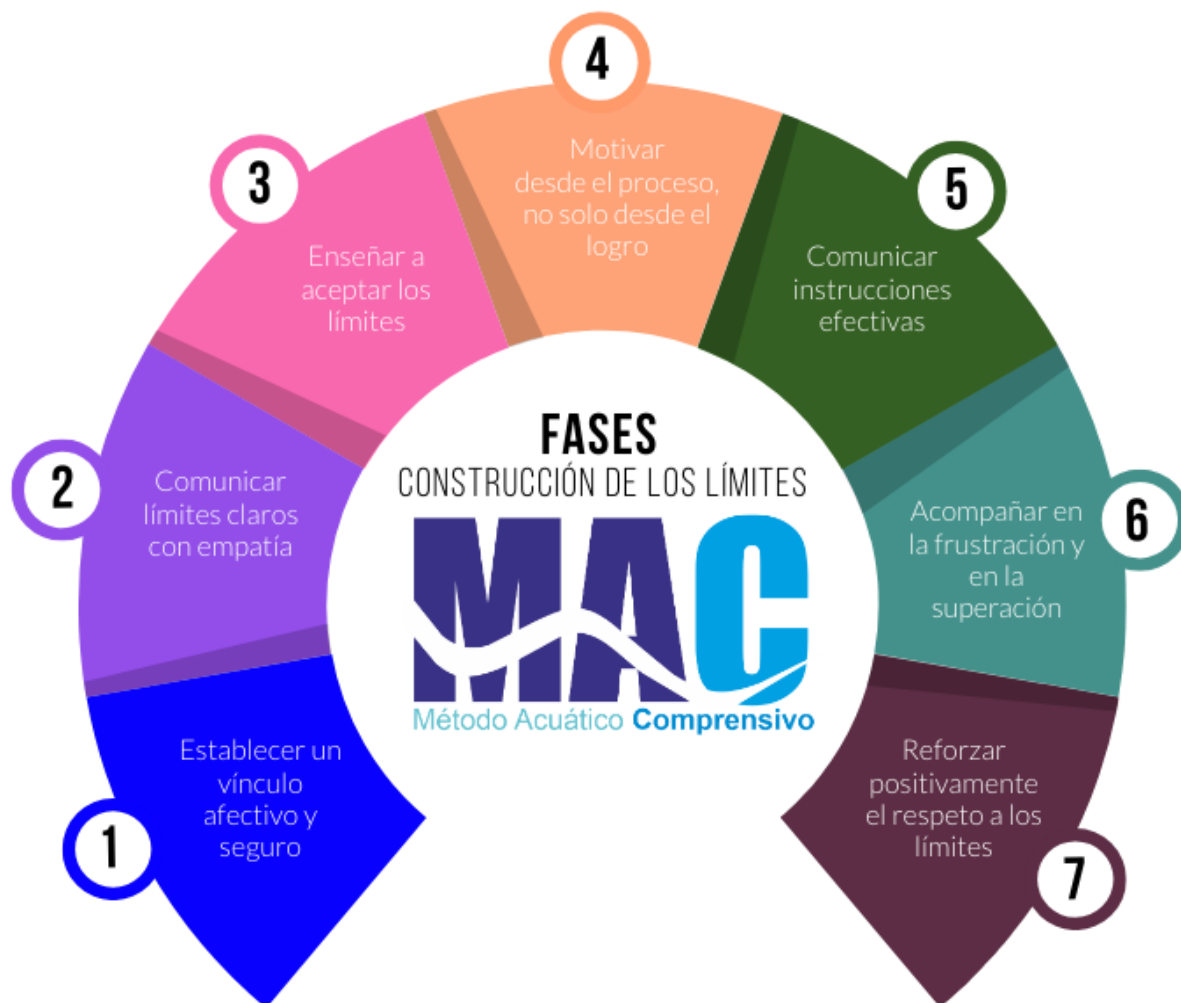 4
Motivar
desde el proceso,
no solo desde el
logro
3
Enseñar a
aceptar los
límites
5
Comunicar
instrucciones
efectivas
2
Comunicar
límites claros
con empatía
FASES
CONSTRUCCIÓN DE LOS LÍMITES
MAC
Método Acuático Comprensivo
6
Acompañar en
la frustración y
en la
superación
1
Establecer un
vínculo
afectivo y
seguro
7
Reforzar
positivamente
el respeto a los
límites